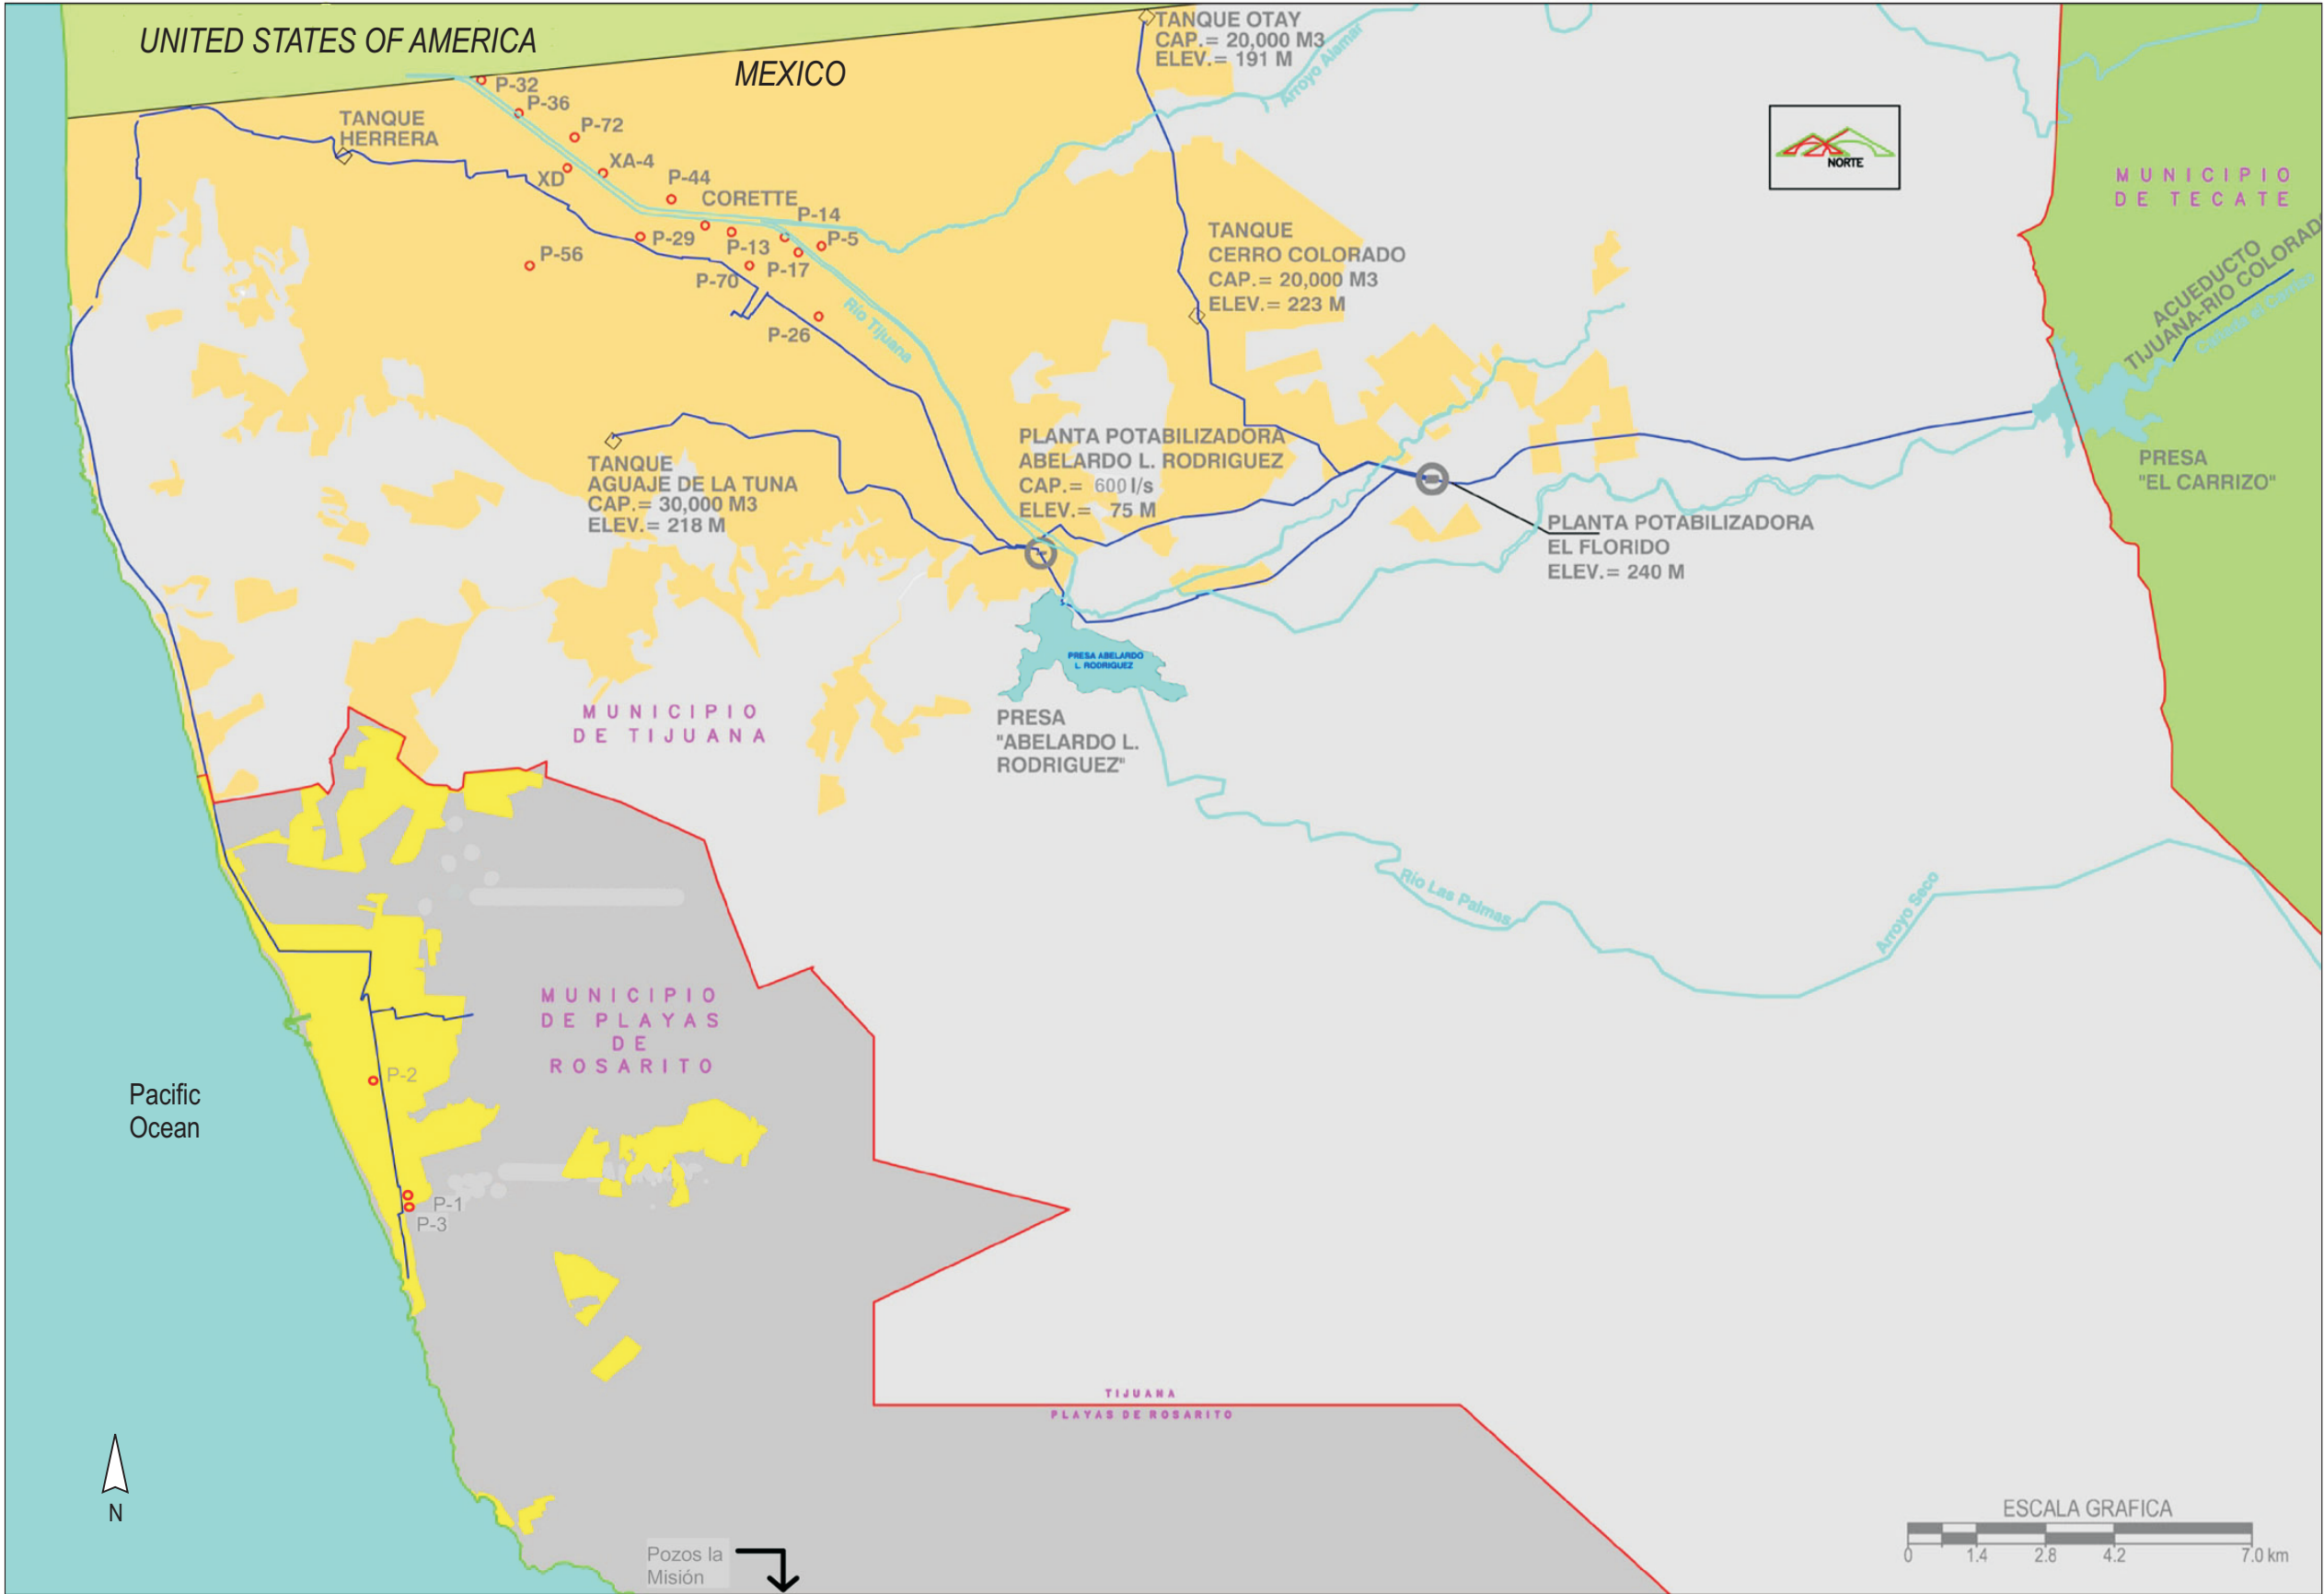 UNITED STATES OF AMERICA
MEXICO
TANQUE OTAY
CAP.= 20,000 M3
ELEV.= 191 M
Arroyo Alamar
P-32
P-36
P-72
TANQUE
HERRERA
XA-4
XD
P-44
CORETTE
P-14
P-29
P-13
P-5
P-56
P-17
P-70
P-26
Río Tijuana
TANQUE
CERRO COLORADO
CAP.= 20,000 M3
ELEV.= 223 M
NORTE
MUNICIPIO
DE TECATE
ACUEDUCTO
TIJUANA-RIO COLORAD
PRESA
"EL CARRIZO"
TANQUE
AGUAJE DE LA TUNA
CAP.= 30,000 M3
ELEV.= 218 M
PLANTA POTABILIZADORA
ABELARDO L. RODRIGUEZ
CAP.= 600 l/s
ELEV.= 75 M
PLANTA POTABILIZADORA
EL FLORIDO
ELEV.= 240 M
PRESA ABELARDO
L. RODRIGUEZ
PRESA
"ABELARDO L.
RODRIGUEZ"
MUNICIPIO
DE TIJUANA
Río Las Palmas
Arroyo Seco
MUNICIPIO
DE PLAYAS
DE
ROSARITO
P-2
P-1
P-3
Pacific
Ocean
TIJUANA
PLAYAS DE ROSARITO
N
Pozos la
Misión
ESCALA GRAFICA
0 1.4 2.8 4.2 7.0 km